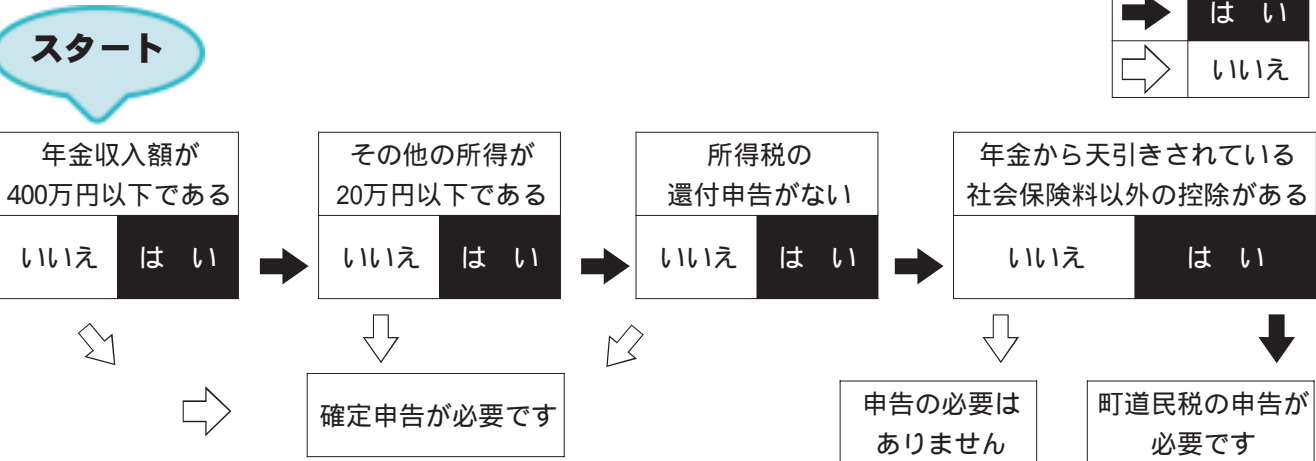 は い
いいえ
スタート
年金収入額が
400万円以下である
いいえ
は い
その他の所得が
20万円以下である
いいえ
は い
所得税の
還付申告がない
いいえ
は い
年金から天引きされている
社会保険料以外の控除がある
いいえ
は い
確定申告が必要です
申告の必要は
ありません
町道民税の申告が
必要です